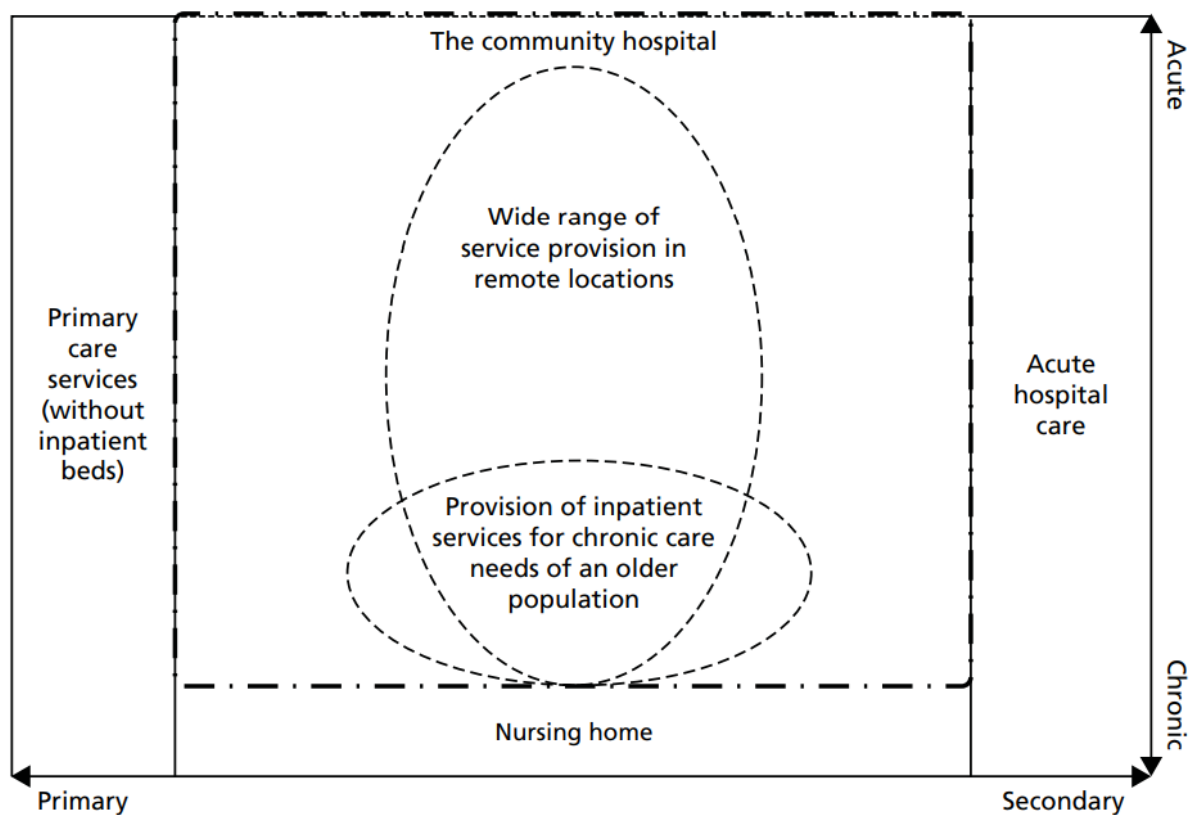 The community hospital
Acute
Wide range of
service provision in
remote locations
Primary
care
services
(without
inpatient
beds)
Acute
hospital
care
Provision of inpatient
services for chronic care
needs of an older
population
Chronic
Nursing home
Primary
Secondary